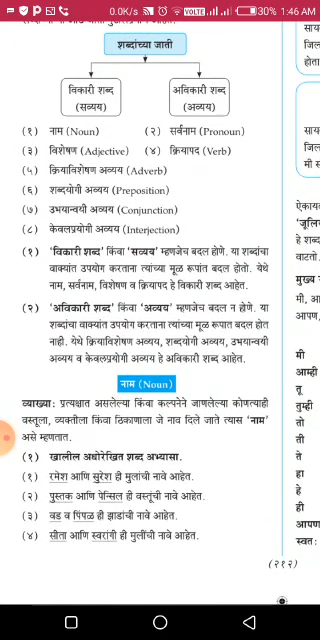 0.0K/s VOLTE 30% 1:46 AM
शब्दांच्या जाती
विकारी शब्द
(सव्यय)
अविकारी शब्द
(अव्यय)
(१) नाम (Noun) (२) सर्वनाम (Pronoun)
(३) विशेषण (Adjective) (४) क्रियापद (Verb)
(५) क्रियाविशेषण अव्यय (Adverb)
(६) शब्दयोगी अव्यय (Preposition)
(७) उभयान्वयी अव्यय (Conjunction)
(८) केवलप्रयोगी अव्यय (Interjection)
(१) 'विकारी शब्द' किंवा 'सव्यय' म्हणजेच बदल होणे. या शब्दांचा
वाक्यांत उपयोग करताना त्यांच्या मूळ रूपांत बदल होतो. येथे
नाम, सर्वनाम, विशेषण व क्रियापद हे विकारी शब्द आहेत.
(२) 'अविकारी शब्द' किंवा 'अव्यय' म्हणजेच बदल न होणे. या
शब्दांचा वाक्यांत उपयोग करताना त्यांच्या मूळ रूपात बदल होत
नाही. येथे क्रियाविशेषण अव्यय, शब्दयोगी अव्यय, उभयान्वयी
अव्यय व केवलप्रयोगी अव्यय हे अविकारी शब्द आहेत.
नाम (Noun)
व्याख्या: प्रत्यक्षात असलेल्या किंवा कल्पनेने जाणलेल्या कोणत्याही
वस्तूला, व्यक्तीला किंवा ठिकाणाला जे नाव दिले जाते त्यास 'नाम'
असे म्हणतात.
(१) खालील अधोरेखित शब्द अभ्यासा.
(१) रमेश आणि सुरेश ही मुलांची नावे आहेत.
(२) पुस्तक आणि पेन्सिल ही वस्तूंची नावे आहेत.
(३) वड व पिंपळ ही झाडांची नावे आहेत.
(४) सीता आणि स्वरांगी ही मुलींची नावे आहेत.
(२१२)
साय
जिल
होता
साय
जिल
मी स
ऐकाय
'जूलि
हे शब्द
वाटतो.
मुख्य
मी, आ
आपण,
मी
आम्ही
तू
तुम्ही
तो
ती
ते
हा
हे
ही
आपण
स्वत: